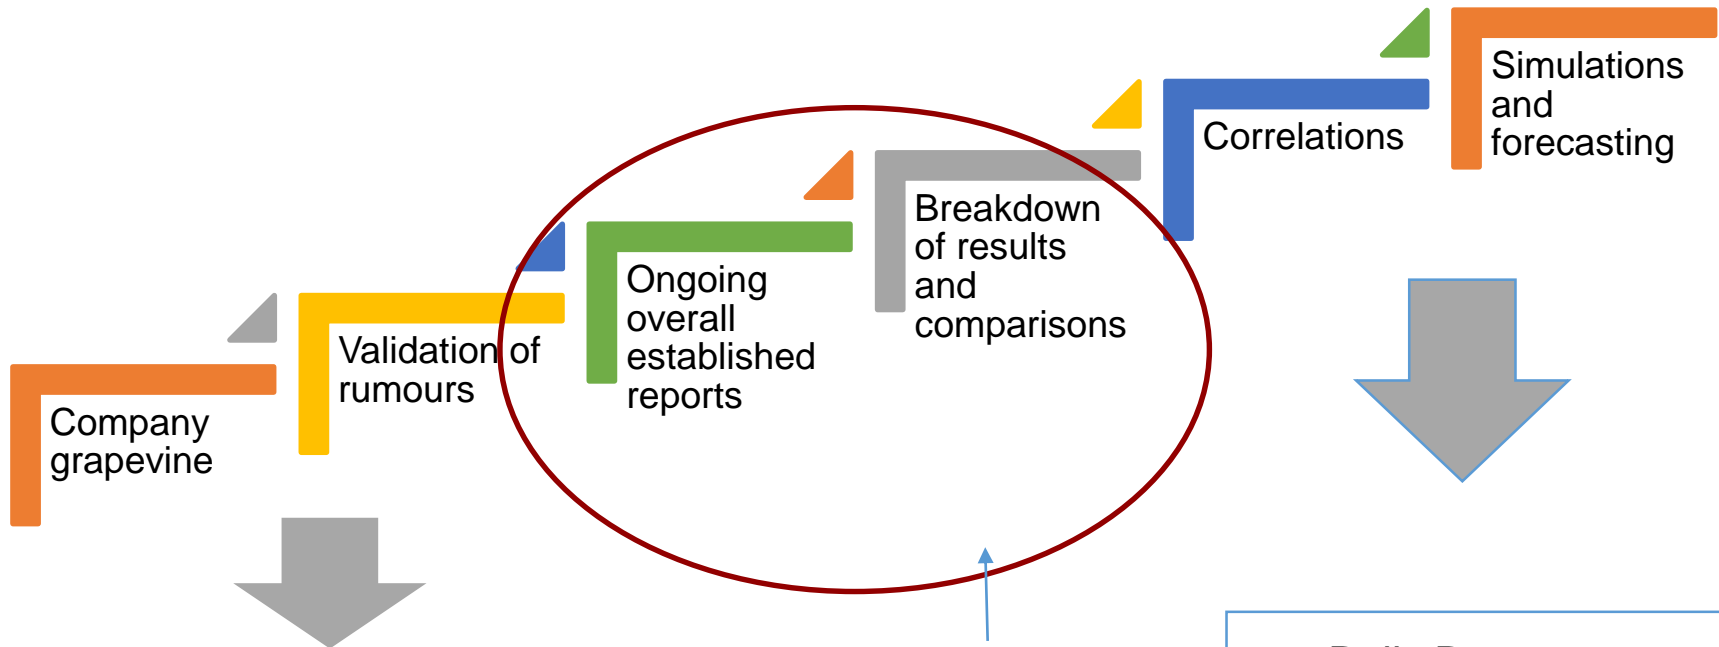 Company
grapevine
Validation of
rumours
Ongoing
overall
established
reports
Breakdown
of results
and
comparisons
Correlations
Simulations
and
forecasting